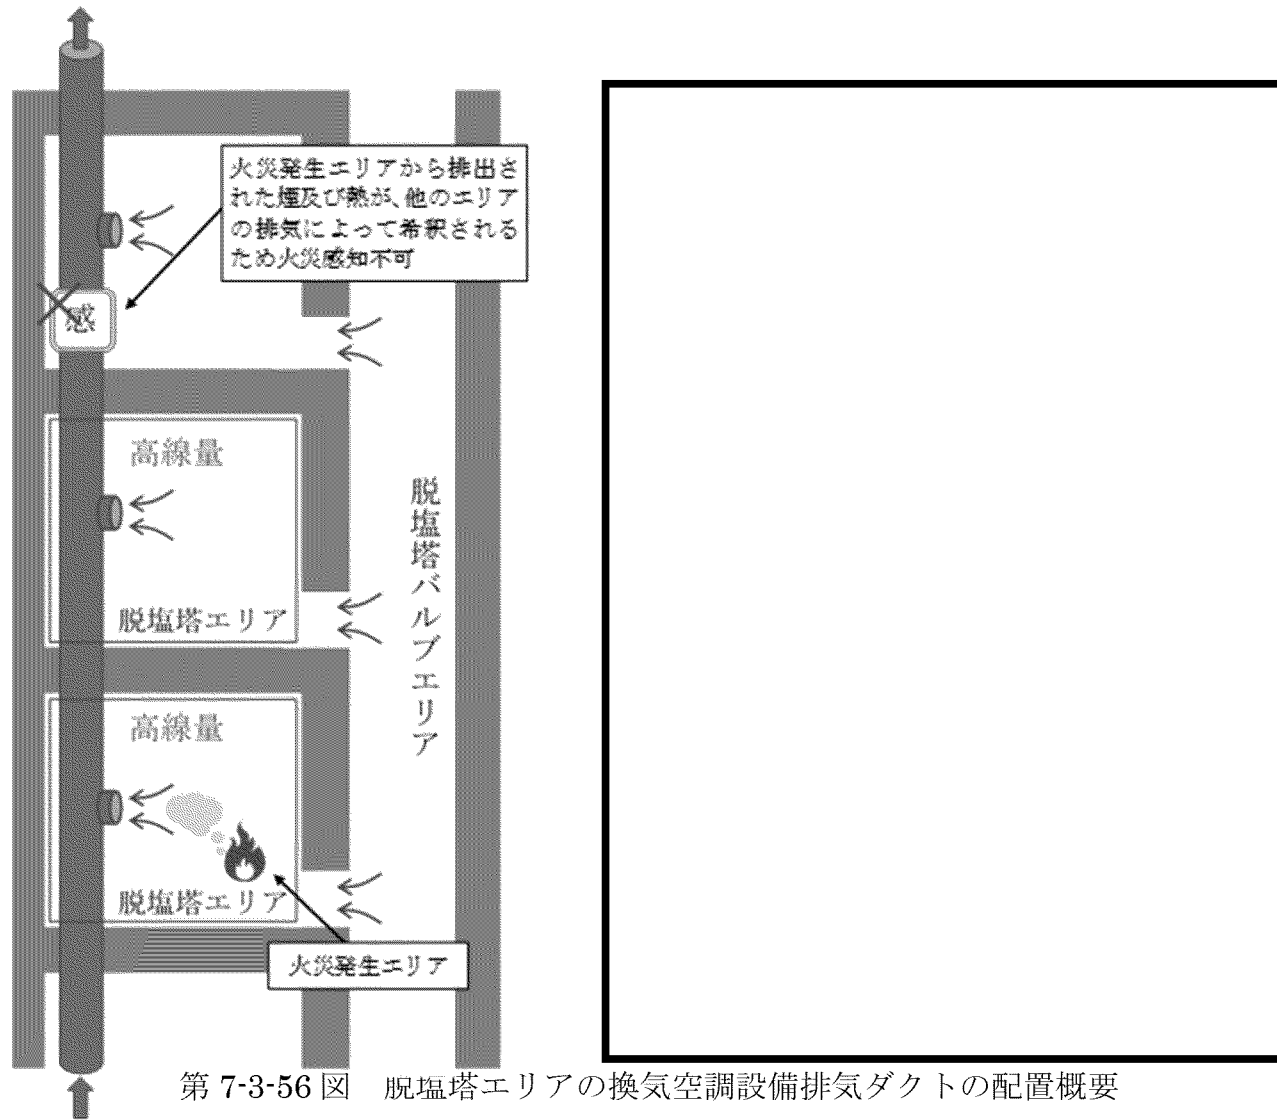 火災発生エリアから排出さ
れた煙及び熱が、他のエリア
の排気によって希釈される
ため火災感知不可
感
高線量
脱塩塔エリア
脱塩塔バルブエリア
高線量
脱塩塔エリア
火災発生エリア
第 7-3-56 図　脱塩塔エリアの換気空調設備排気ダクトの配置概要